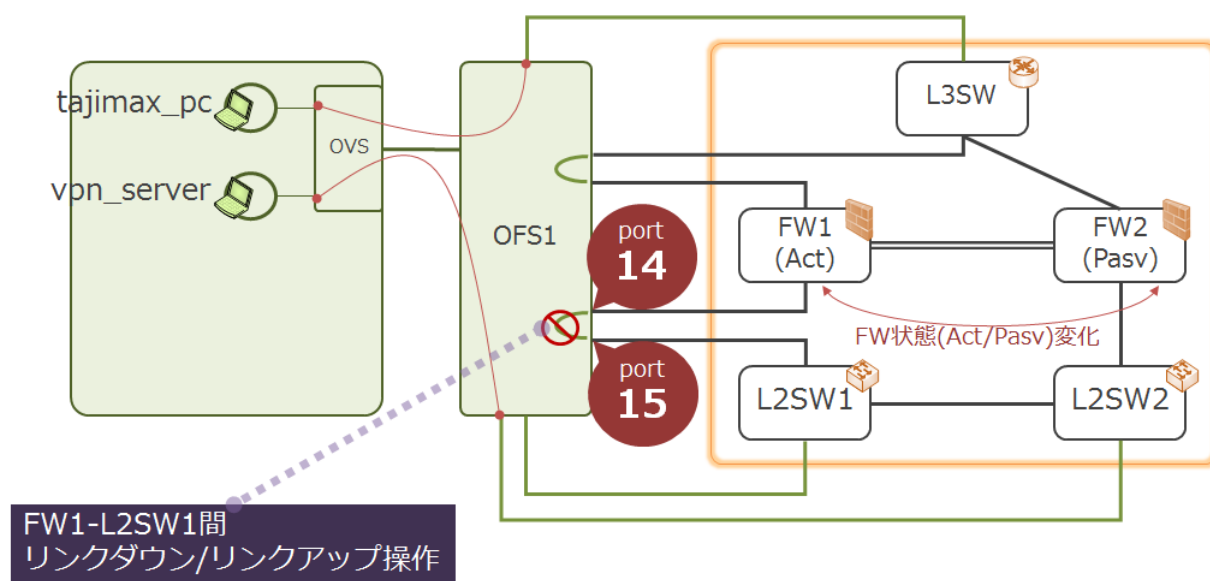 tajimax_pc
vpn_server
OVS
OFS1
L3SW
FW1
(Act)
FW2
(Pasv)
port
14
FW状態(Act/Pasv)変化
port
15
L2SW1
L2SW2
FW1-L2SW1間
リンクダウン/リンクアップ操作